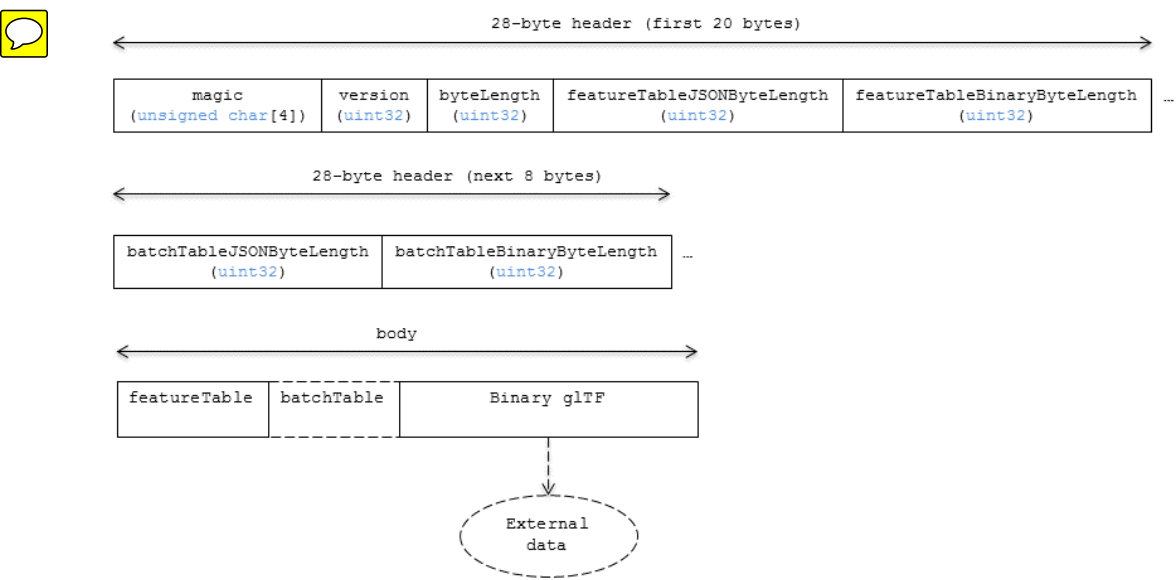 28-byte header (first 20 bytes)
magic version byteLength featureTableJSONByteLength featureTableBinaryByteLength …
(unsigned char[4]) (uint32) (uint32) (uint32) (uint32)
28-byte header (next 8 bytes)
batchTableJSONByteLength batchTableBinaryByteLength …
(uint32) (uint32)
body
featureTable batchTable Binary glTF
External
data